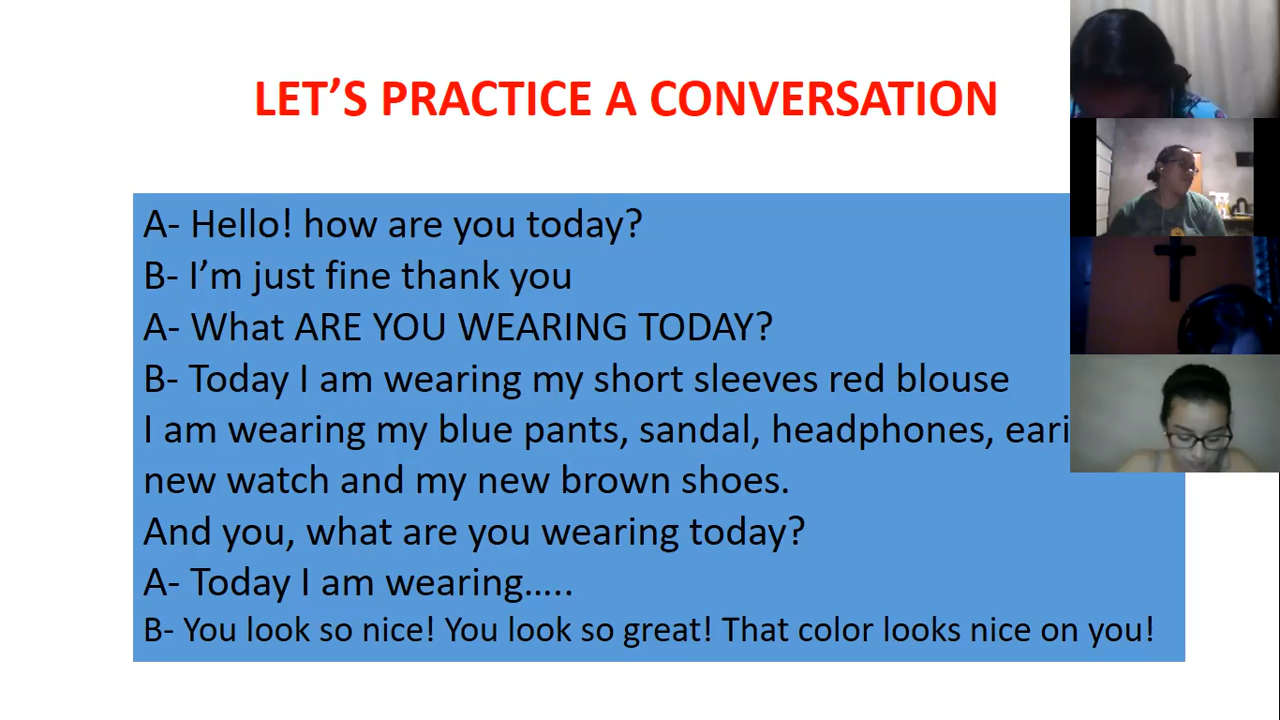 LET'S PRACTICE A CONVERSATION
A- Hello! how are you today?
B- I'm just fine thank you
A- What ARE YOU WEARING TODAY?
B- Today I am wearing my short sleeves red blouse
I am wearing my blue pants, sandal, headphones,
new watch and my new brown shoes.
And you, what are you wearing today?
A- Today I am wearing.....
B- You look so nice! You look so great! That color looks nice on you!